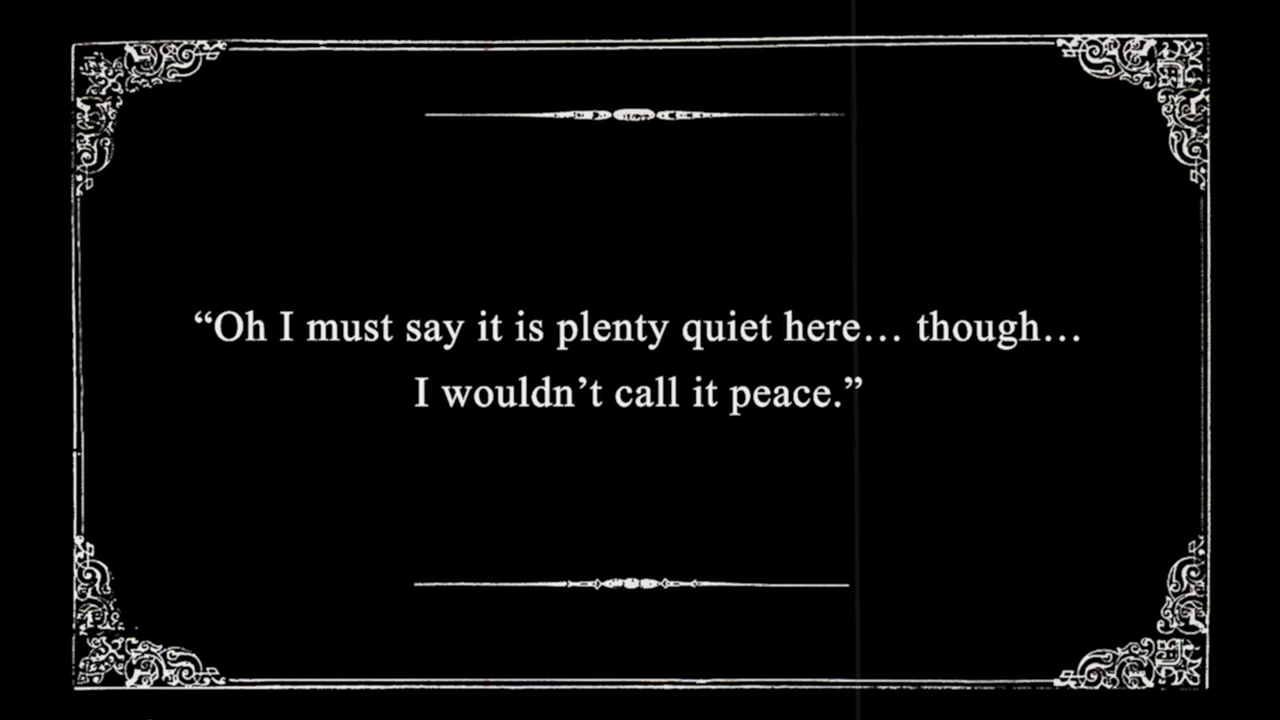 “Oh I must say it is plenty quiet here… though…
I wouldn’t call it peace.”